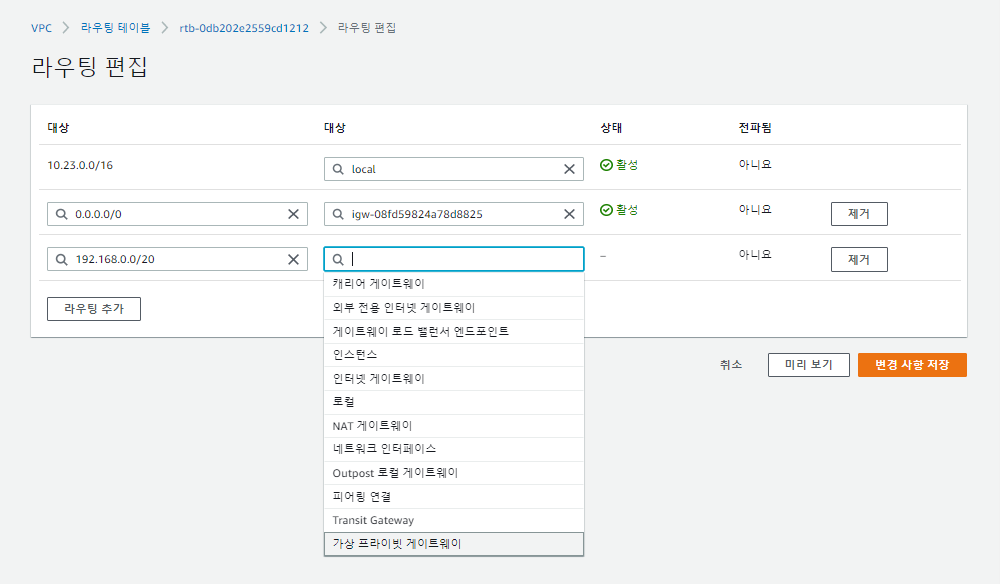 VPC > 라우팅 테이블 > rtb-0db202e2559cd1212 > 라우팅 편집
라우팅 편집
대상 대상 상태 전파됨
10.23.0.0/16 local 활성 아니요
0.0.0.0/0 igw-08fd59824a78d8825 활성 아니요 제거
192.168.0.0/20 – 아니요 제거
캐리어 게이트웨이
외부 전용 인터넷 게이트웨이
게이트웨이 로드 밸런서 엔드포인트
인스턴스
인터넷 게이트웨이
로컬
NAT 게이트웨이
네트워크 인터페이스
Outpost 로컬 게이트웨이
피어링 연결
Transit Gateway
가상 프라이빗 게이트웨이
라우팅 추가
취소 미리 보기 변경 사항 저장